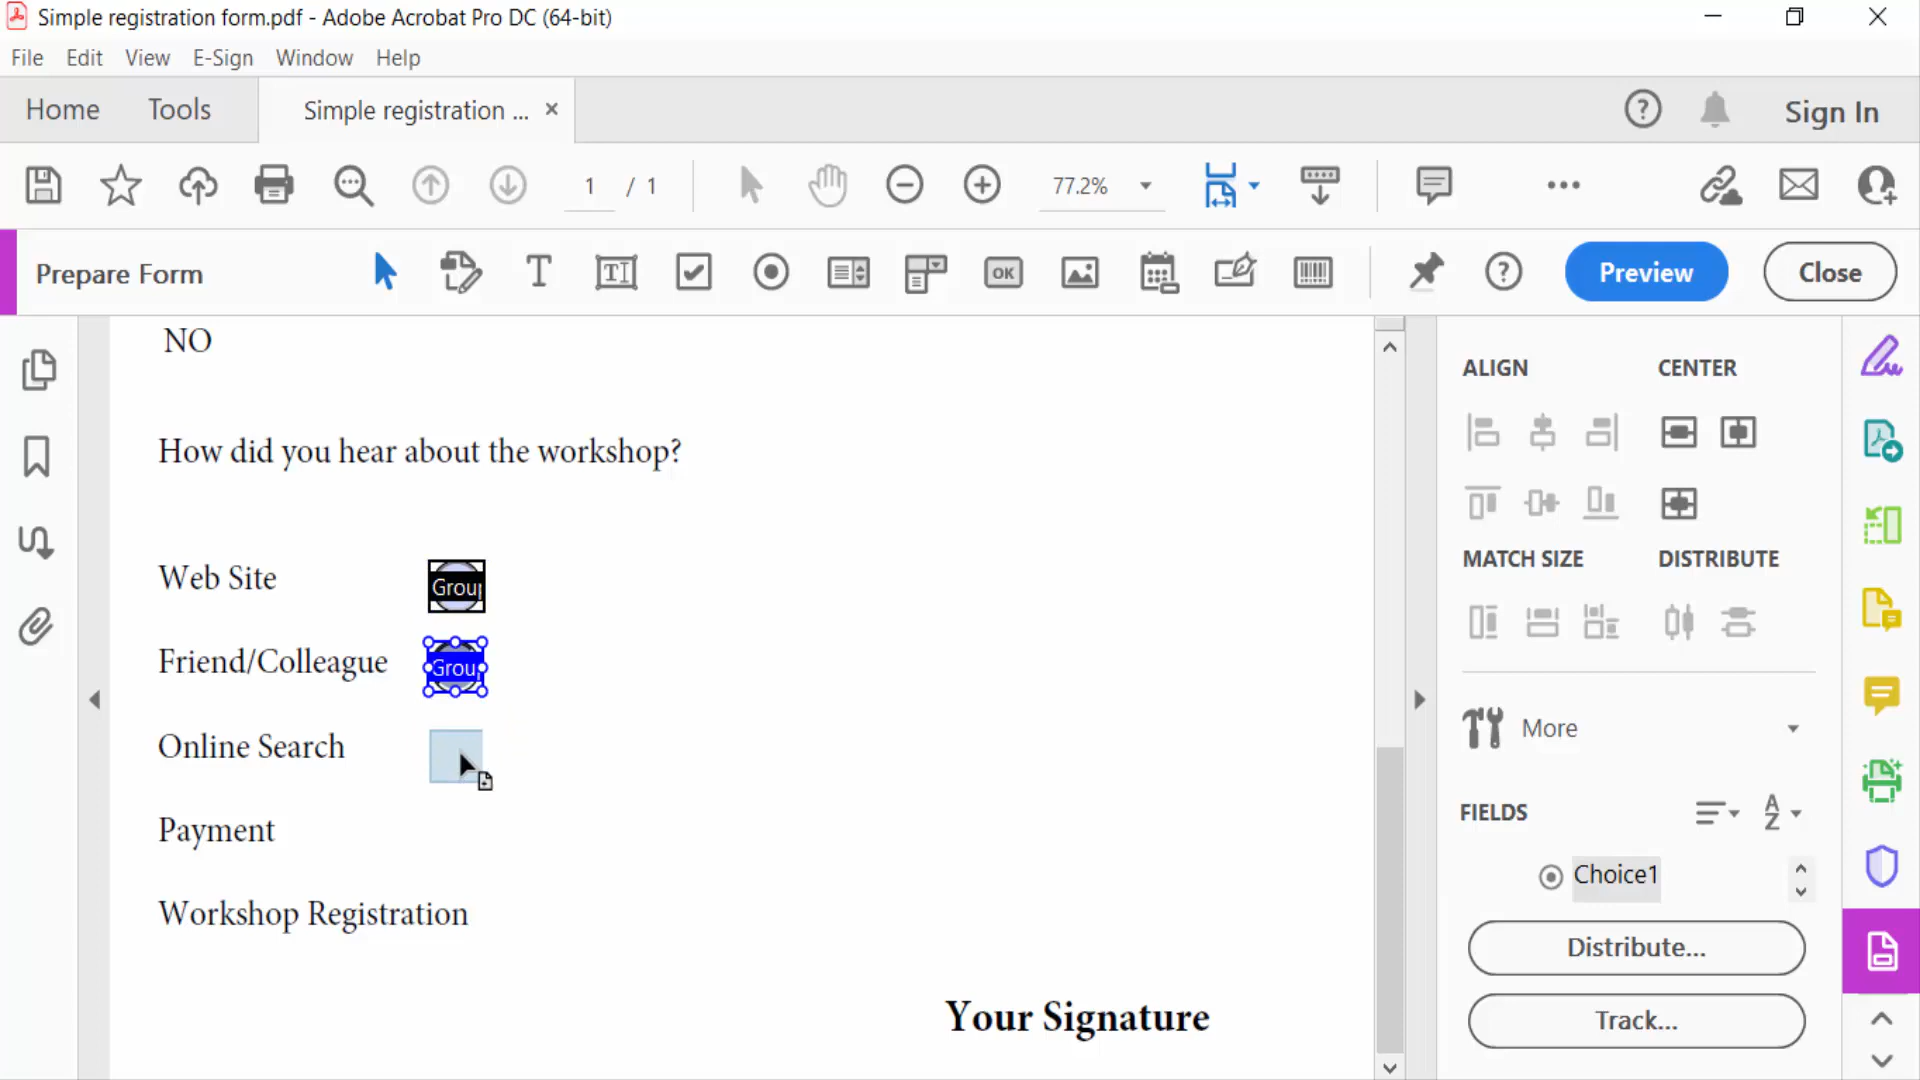 Simple registration form.pdf - Adobe Acrobat Pro DC (64-bit)
File Edit View E-Sign Window Help
Home Tools Simple registration ... Sign In
1 / 1 77.2%
Prepare Form OK Preview Close
NO
How did you hear about the workshop?
Web Site Grou
Friend/Colleague Grou
Online Search
Payment
Workshop Registration
Your Signature
ALIGN CENTER
MATCH SIZE DISTRIBUTE
More
FIELDS
Choice1
Distribute...
Track...